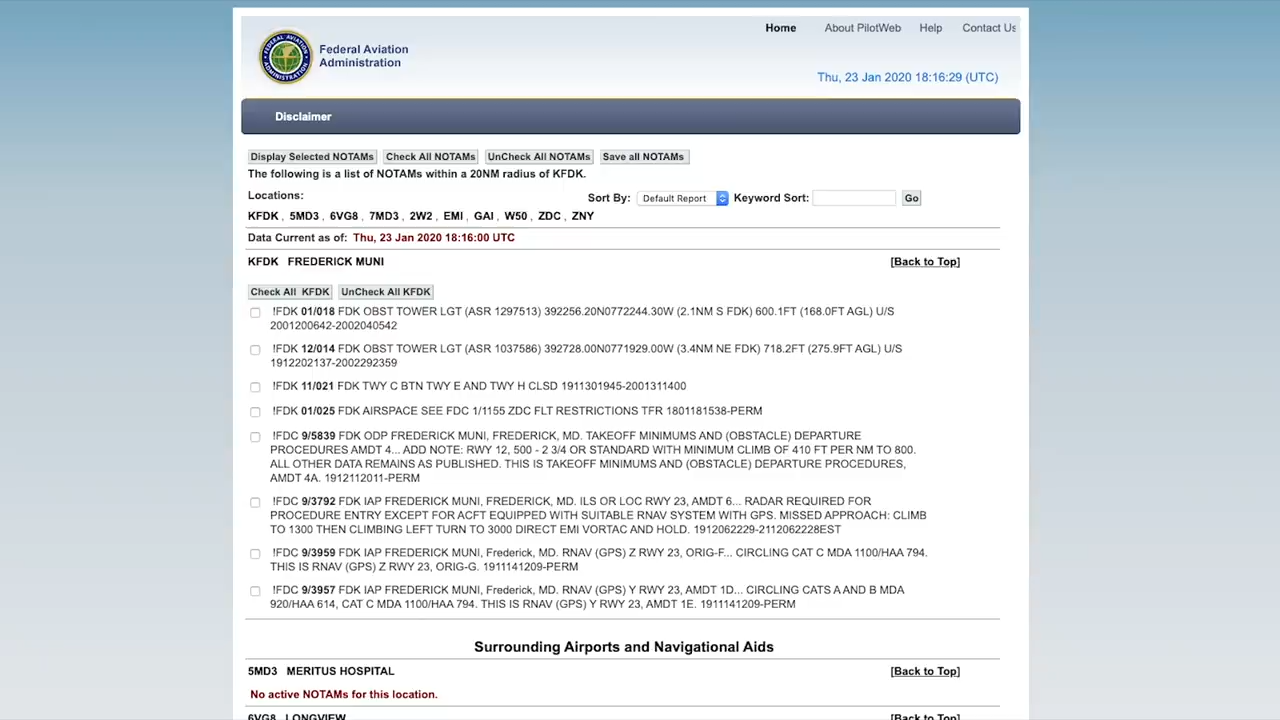 Home About PilotWeb Help Contact Us
Federal Aviation
Administration
FEDERAL AVIATION ADMINISTRATION
Thu, 23 Jan 2020 18:16:29 (UTC)
Disclaimer
Display Selected NOTAMs Check All NOTAMs UnCheck All NOTAMs Save all NOTAMs
The following is a list of NOTAMs within a 20NM radius of KFDK.
Locations:
Sort By: Default Report Keyword Sort: Go
KFDK , 5MD3 , 6VG8 , 7MD3 , 2W2 , EMI , GAI , W50 , ZDC , ZNY
Data Current as of: Thu, 23 Jan 2020 18:16:00 UTC
KFDK FREDERICK MUNI [Back to Top]
Check All KFDK UnCheck All KFDK
!FDK 01/018 FDK OBST TOWER LGT (ASR 1297513) 392256.20N0772244.30W (2.1NM S FDK) 600.1FT (168.0FT AGL) U/S
2001200642-2002040542
!FDK 12/014 FDK OBST TOWER LGT (ASR 1037586) 392728.00N0771929.00W (3.4NM NE FDK) 718.2FT (275.9FT AGL) U/S
1912202137-2002292359
!FDK 11/021 FDK TWY C BTN TWY E AND TWY H CLSD 1911301945-2001311400
!FDK 01/025 FDK AIRSPACE SEE FDC 1/1155 ZDC FLT RESTRICTIONS TFR 1801181538-PERM
!FDC 9/5839 FDK ODP FREDERICK MUNI, FREDERICK, MD. TAKEOFF MINIMUMS AND (OBSTACLE) DEPARTURE
PROCEDURES AMDT 4... ADD NOTE: RWY 12, 500 - 2 3/4 OR STANDARD WITH MINIMUM CLIMB OF 410 FT PER NM TO 800.
ALL OTHER DATA REMAINS AS PUBLISHED. THIS IS TAKEOFF MINIMUMS AND (OBSTACLE) DEPARTURE PROCEDURES,
AMDT 4A. 1912112011-PERM
!FDC 9/3792 FDK IAP FREDERICK MUNI, FREDERICK, MD. ILS OR LOC RWY 23, AMDT 6... RADAR REQUIRED FOR
PROCEDURE ENTRY EXCEPT FOR ACFT EQUIPPED WITH SUITABLE RNAV SYSTEM WITH GPS. MISSED APPROACH: CLIMB
TO 1300 THEN CLIMBING LEFT TURN TO 3000 DIRECT EMI VORTAC AND HOLD. 1912062229-2112062228EST
!FDC 9/3959 FDK IAP FREDERICK MUNI, Frederick, MD. RNAV (GPS) Z RWY 23, ORIG-F... CIRCLING CAT C MDA 1100/HAA 794.
THIS IS RNAV (GPS) Z RWY 23, ORIG-G. 1911141209-PERM
!FDC 9/3957 FDK IAP FREDERICK MUNI, Frederick, MD. RNAV (GPS) Y RWY 23, AMDT 1D... CIRCLING CATS A AND B MDA
920/HAA 614, CAT C MDA 1100/HAA 794. THIS IS RNAV (GPS) Y RWY 23, AMDT 1E. 1911141209-PERM
Surrounding Airports and Navigational Aids
5MD3 MERITUS HOSPITAL [Back to Top]
No active NOTAMs for this location.
6VG8 LONGVIEW [Back to Top]